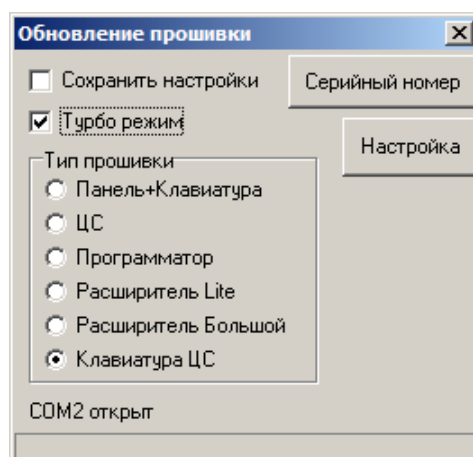 Обновление прошивки
Сохранить настройки
Серийный номер
Турбо режим
Настройка
Тип прошивки
Панель+Клавиатура
ЦС
Программатор
Расширитель Lite
Расширитель Большой
Клавиатура ЦС
COM2 открыт